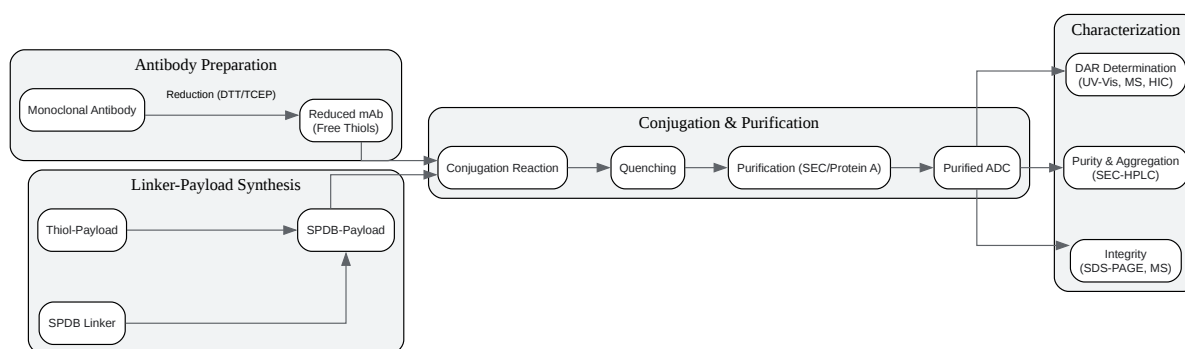 Antibody Preparation
Monoclonal Antibody
Reduction (DTT/TCEP)
Reduced mAb
(Free Thiols)
Linker-Payload Synthesis
Thiol-Payload
SPDB-Payload
SPDB Linker
Conjugation & Purification
Conjugation Reaction
Quenching
Purification (SEC/Protein A)
Purified ADC
Characterization
DAR Determination
(UV-Vis, MS, HIC)
Purity & Aggregation
(SEC-HPLC)
Integrity
(SDS-PAGE, MS)